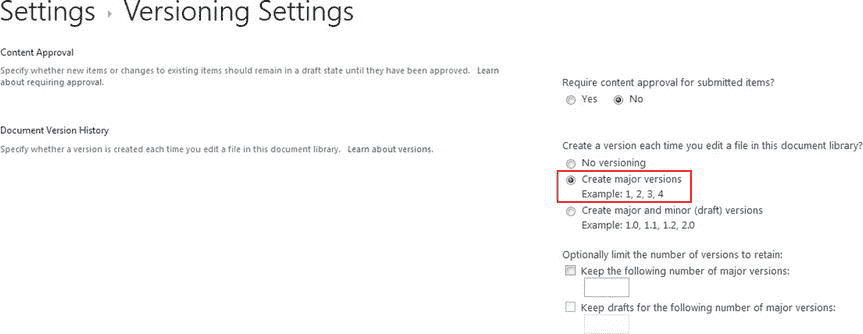 Settings › Versioning Settings
Content Approval
Specify whether new items or changes to existing items should remain in a draft state until they have been approved. Learn
about requiring approval.
Require content approval for submitted items?
Yes No
Document Version History
Specify whether a version is created each time you edit a file in this document library. Learn about versions.
Create a version each time you edit a file in this document library?
No versioning
Create major versions
Example: 1, 2, 3, 4
Create major and minor (draft) versions
Example: 1.0, 1.1, 1.2, 2.0
Optionally limit the number of versions to retain:
Keep the following number of major versions:
Keep drafts for the following number of major versions: